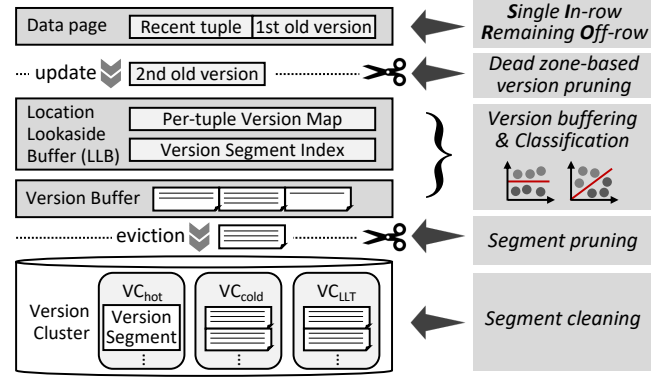 Data page
Recent tuple
1st old version
Single In-row
Remaining Off-row
update
2nd old version
Dead zone-based
version pruning
Location
Lookaside
Buffer (LLB)
Per-tuple Version Map
Version Segment Index
Version buffering
& Classification
Version Buffer
eviction
Segment pruning
Version
Cluster
VChot
Version
Segment
VCcold
VCLLT
Segment cleaning